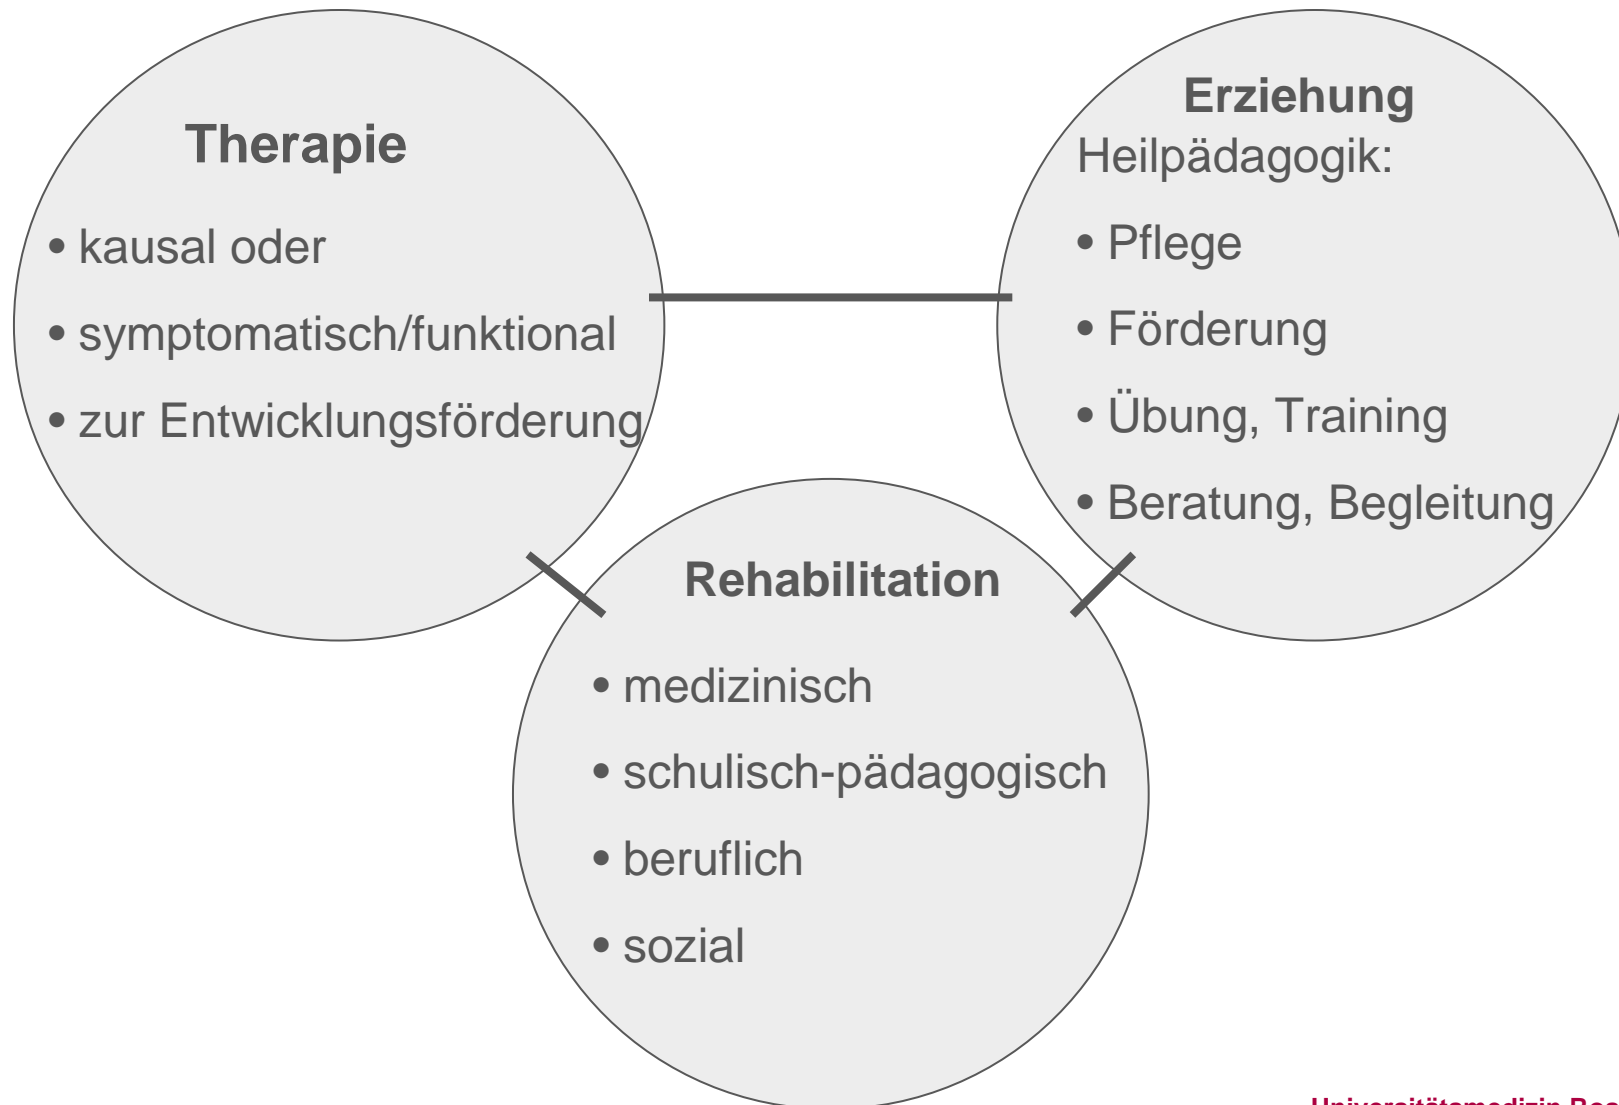 Therapie
• kausal oder
• symptomatisch/funktional
• zur Entwicklungsförderung
Erziehung
Heilpädagogik:
• Pflege
• Förderung
• Übung, Training
• Beratung, Begleitung
Rehabilitation
• medizinisch
• schulisch-pädagogisch
• beruflich
• sozial
Universitätsmedizin